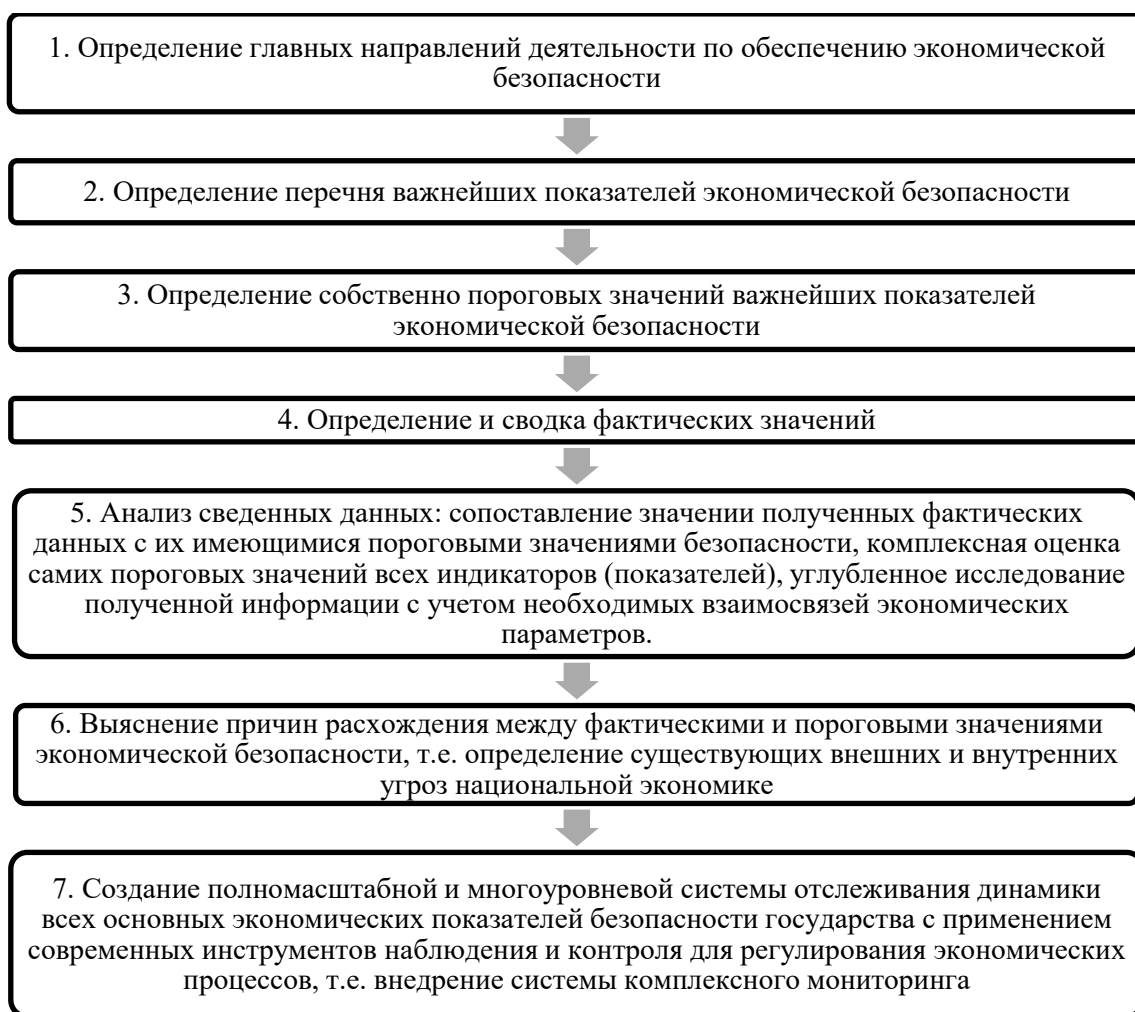 1. Определение главных направлений деятельности по обеспечению экономической
безопасности
2. Определение перечня важнейших показателей экономической безопасности
3. Определение собственно пороговых значений важнейших показателей
экономической безопасности
4. Определение и сводка фактических значений
5. Анализ сведенных данных: сопоставление значении полученных фактических
данных с их имеющимися пороговыми значениями безопасности, комплексная оценка
самих пороговых значений всех индикаторов (показателей), углубленное исследование
полученной информации с учетом необходимых взаимосвязей экономических
параметров.
6. Выяснение причин расхождения между фактическими и пороговыми значениями
экономической безопасности, т.е. определение существующих внешних и внутренних
угроз национальной экономике
7. Создание полномасштабной и многоуровневой системы отслеживания динамики
всех основных экономических показателей безопасности государства с применением
современных инструментов наблюдения и контроля для регулирования экономических
процессов, т.е. внедрение системы комплексного мониторинга